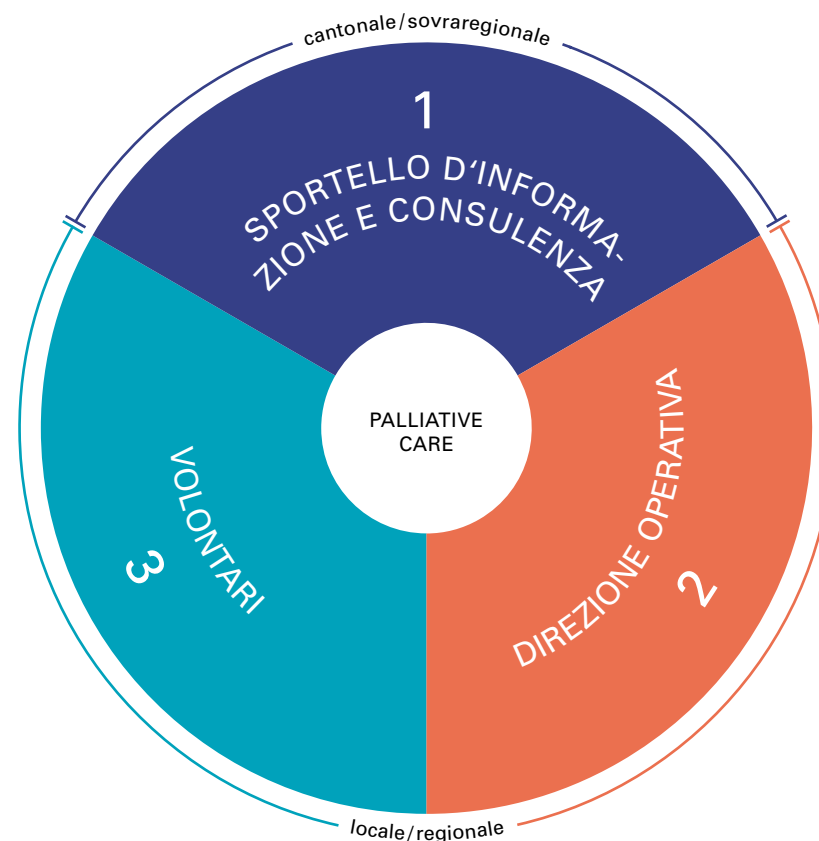 cantonale/sovraregionale
1
SPORTELLO D‘INFORMA-
ZIONE E CONSULENZA
PALLIATIVE
CARE
DIREZIONE OPERATIVA
2
VOLONTARI
3
locale/regionale